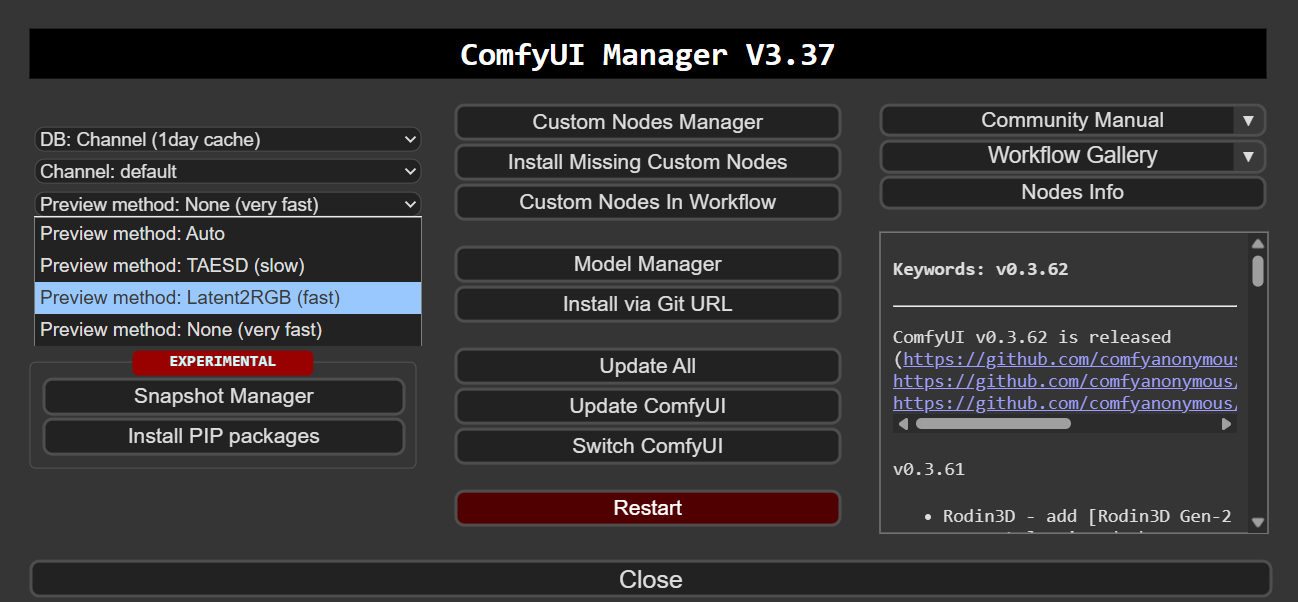 ComfyUI Manager V3.37
DB: Channel (1day cache)
Channel: default
Preview method: None (very fast)
Preview method: Auto
Preview method: TAESD (slow)
Preview method: Latent2RGB (fast)
Preview method: None (very fast)
EXPERIMENTAL
Snapshot Manager
Install PIP packages
Custom Nodes Manager
Install Missing Custom Nodes
Custom Nodes In Workflow
Model Manager
Install via Git URL
Update All
Update ComfyUI
Switch ComfyUI
Restart
Community Manual
Workflow Gallery
Nodes Info
Keywords: v0.3.62
ComfyUI v0.3.62 is released
(https://github.com/comfyanonymous
https://github.com/comfyanonymous/
https://github.com/comfyanonymous/
v0.3.61
• Rodin3D - add [Rodin3D Gen-2
Close